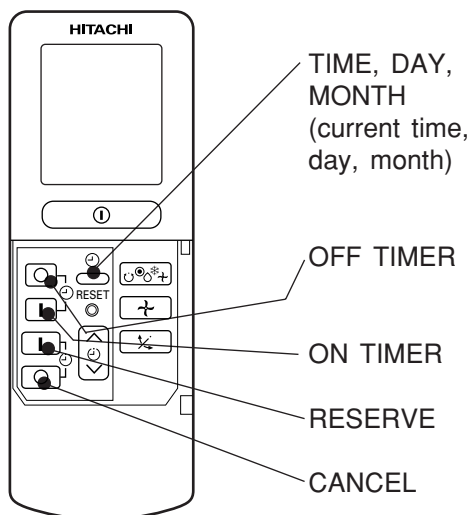 HITACHI
TIME, DAY,
MONTH
(current time,
day, month)
OFF TIMER
RESET
ON TIMER
RESERVE
CANCEL